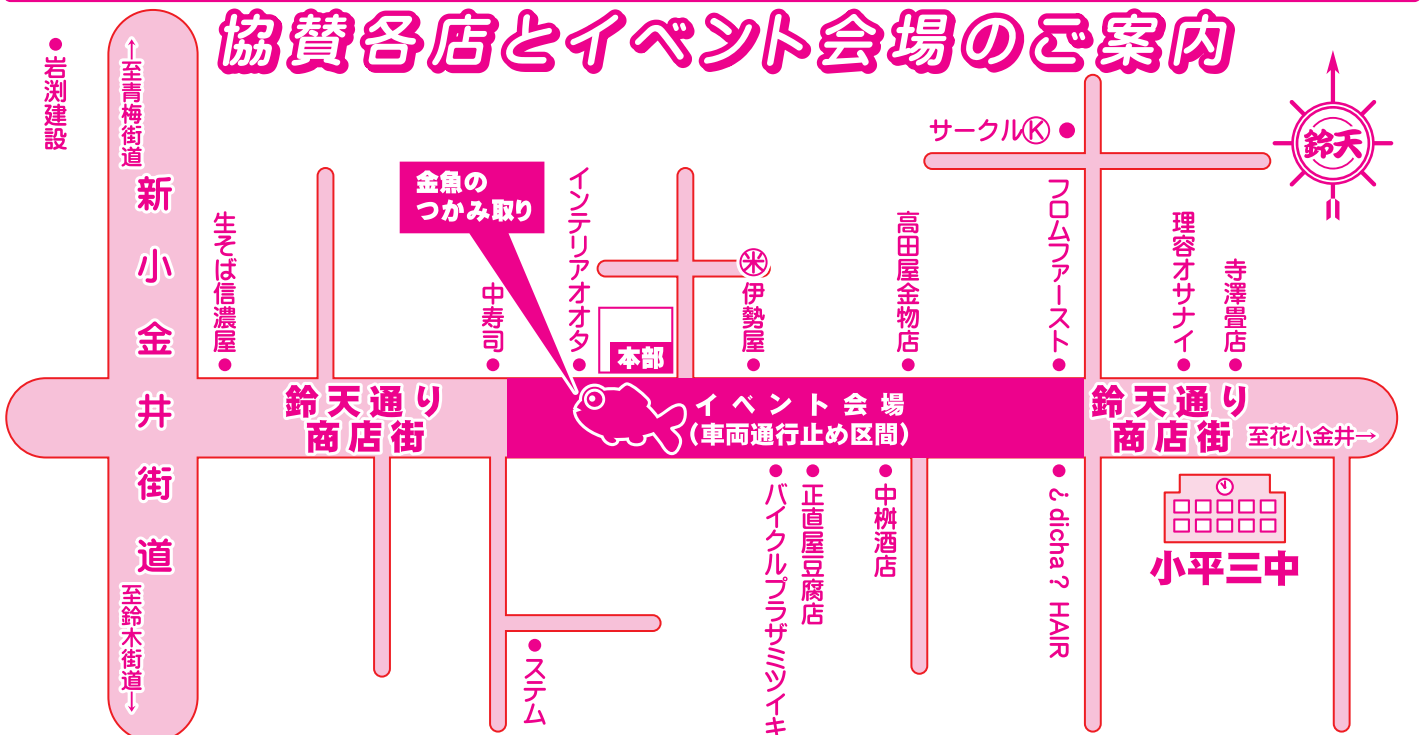 協賛各店とイベント会場のご案内
岩渕建設
←至青梅街道
新小金井街道
至鈴木街道→
サークルⓀ
鈴天
金魚の
つかみ取り
生そば信濃屋
中寿司
インテリアオオタ
本部
㊍伊勢屋
高田屋金物店
フロムファースト
理容オサナイ
寺澤畳店
鈴天通り
商店街
イベント会場
(車両通行止め区間)
鈴天通り
商店街
至花小金井→
ステム
バイクルプラザミツイキ
正直屋豆腐店
中桝酒店
¿ dicha ? HAIR
小平三中